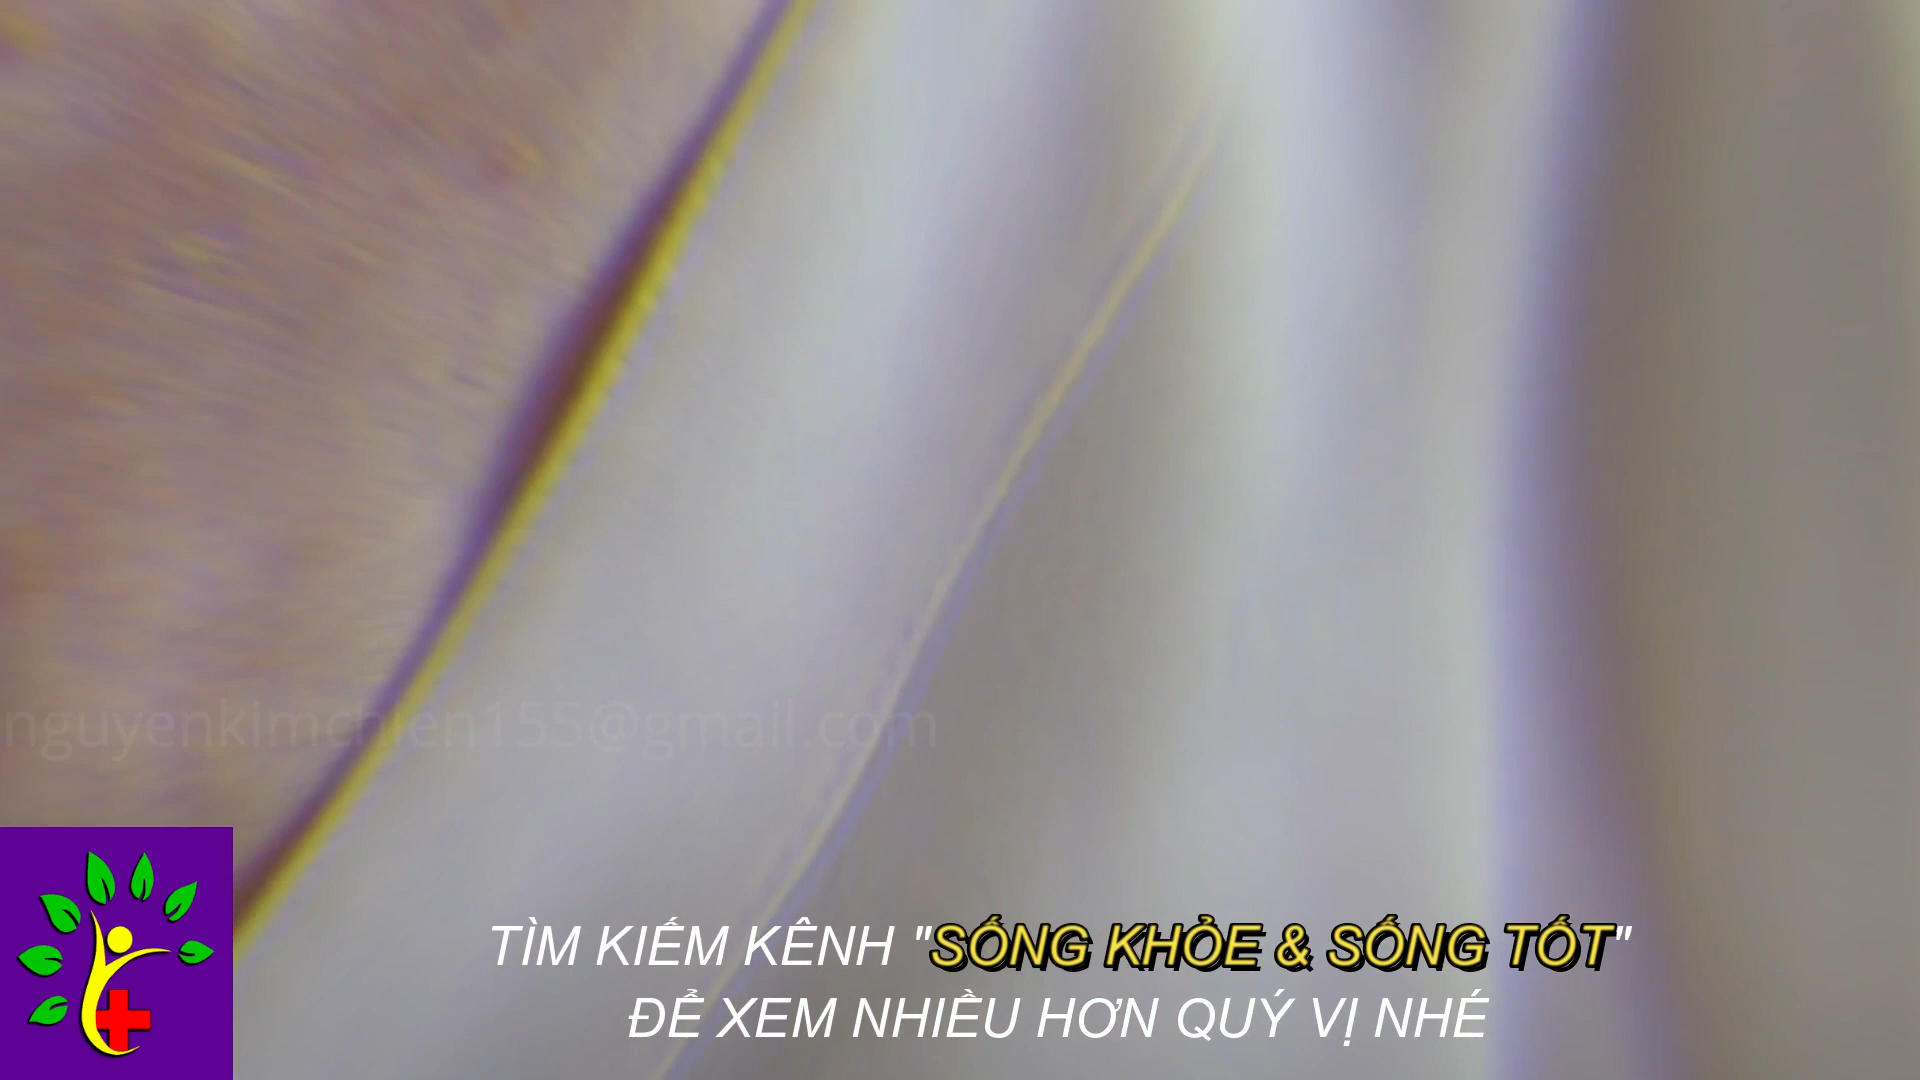 nguyenkimchien155@gmail.com
TÌM KIẾM KÊNH "SỐNG KHỎE & SỐNG TỐT"
ĐỂ XEM NHIỀU HƠN QUÝ VỊ NHÉ